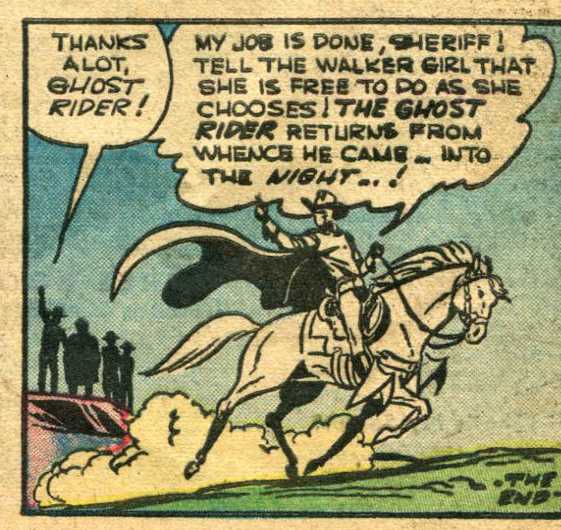 THANKS
ALOT,
GHOST
RIDER!
MY JOB IS DONE, SHERIFF!
TELL THE WALKER GIRL THAT
SHE IS FREE TO DO AS SHE
CHOOSES! THE GHOST
RIDER RETURNS FROM
WHENCE HE CAME... INTO
THE NIGHT...!
·THE
END·